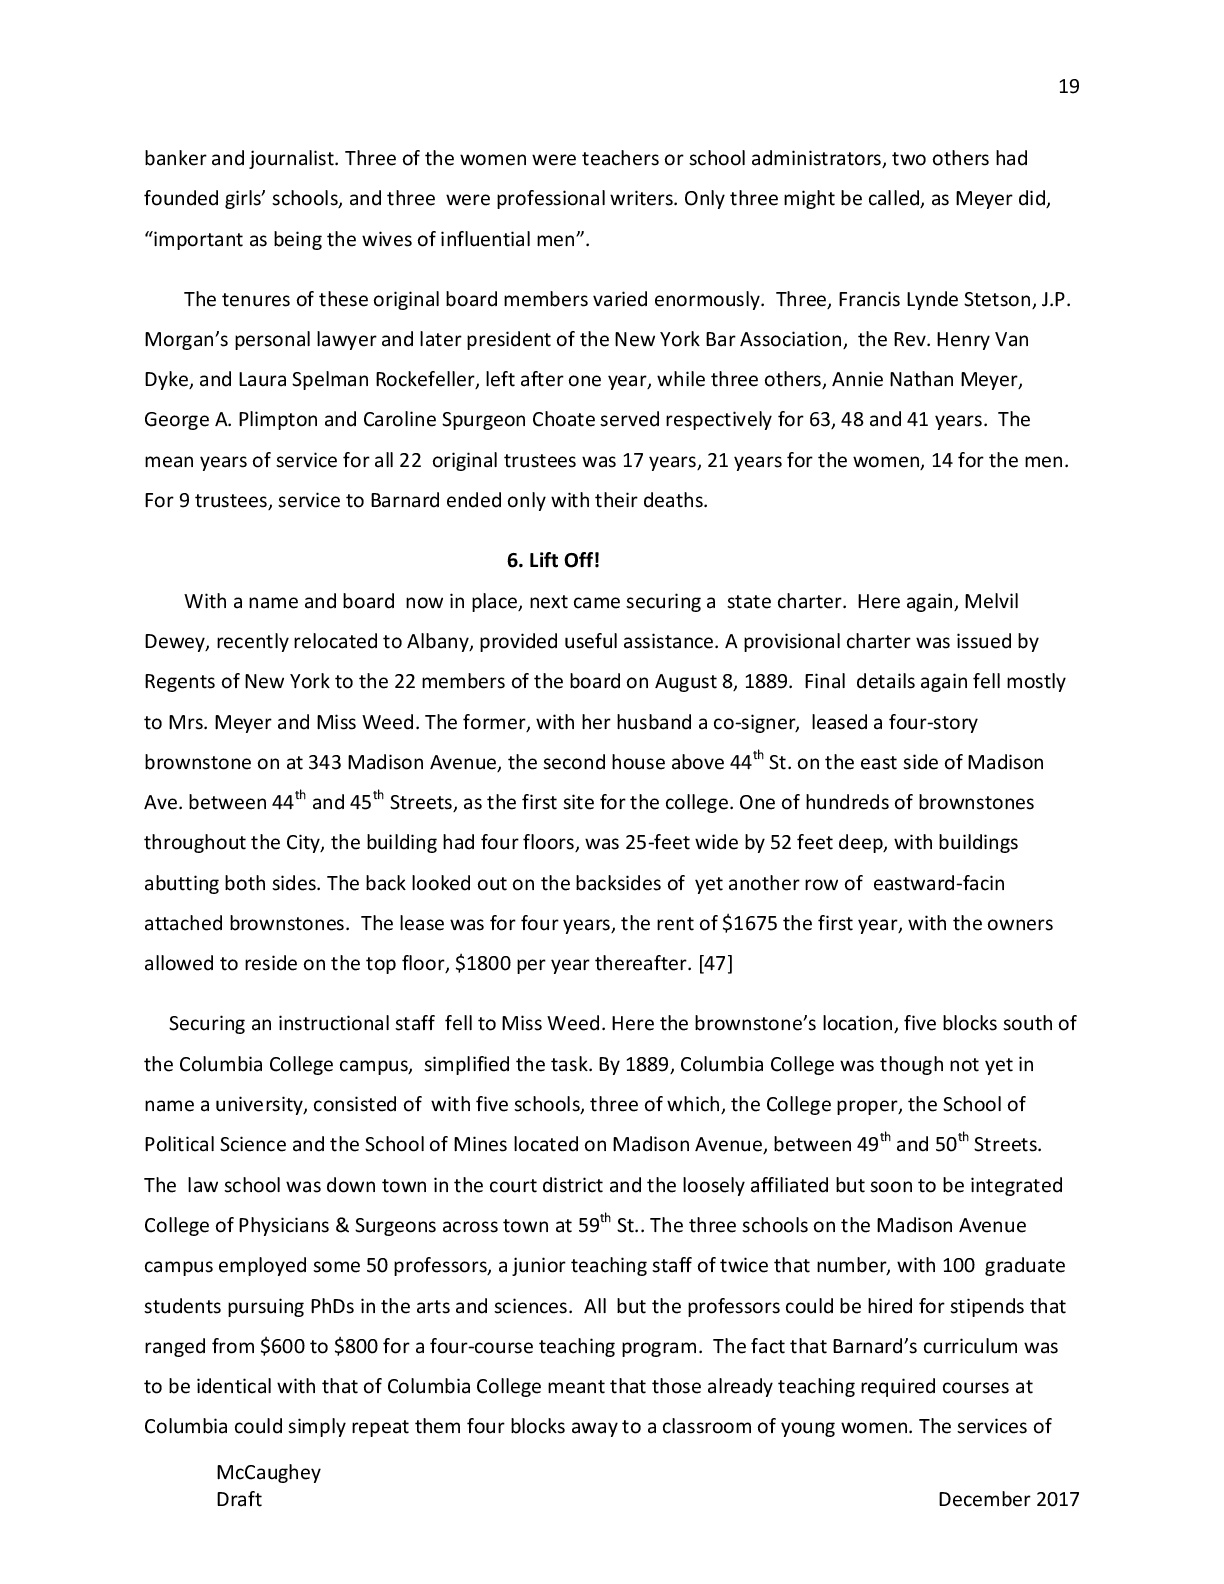 19
banker and journalist. Three of the women were teachers or school administrators, two others had
founded girls’ schools, and three  were professional writers. Only three might be called, as Meyer did,
“important as being the wives of influential men”.
The tenures of these original board members varied enormously.  Three, Francis Lynde Stetson, J.P.
Morgan’s personal lawyer and later president of the New York Bar Association,  the Rev. Henry Van
Dyke, and Laura Spelman Rockefeller, left after one year, while three others, Annie Nathan Meyer,
George A. Plimpton and Caroline Spurgeon Choate served respectively for 63, 48 and 41 years.  The
mean years of service for all 22  original trustees was 17 years, 21 years for the women, 14 for the men.
For 9 trustees, service to Barnard ended only with their deaths.
6. Lift Off!
With a name and board  now in place, next came securing a  state charter.  Here again, Melvil
Dewey, recently relocated to Albany, provided useful assistance. A provisional charter was issued by
Regents of New York to the 22 members of the board on August 8, 1889.  Final  details again fell mostly
to Mrs. Meyer and Miss Weed. The former, with her husband a co-signer,  leased a four-story
brownstone on at 343 Madison Avenue, the second house above 44th St. on the east side of Madison
Ave. between 44th and 45th Streets, as the first site for the college. One of hundreds of brownstones
throughout the City, the building had four floors, was 25-feet wide by 52 feet deep, with buildings
abutting both sides. The back looked out on the backsides of  yet another row of  eastward-facin
attached brownstones.  The lease was for four years, the rent of $1675 the first year, with the owners
allowed to reside on the top floor, $1800 per year thereafter. [47]
Securing an instructional staff  fell to Miss Weed. Here the brownstone’s location, five blocks south of
the Columbia College campus,  simplified the task. By 1889, Columbia College was though not yet in
name a university, consisted of  with five schools, three of which, the College proper, the School of
Political Science and the School of Mines located on Madison Avenue, between 49th and 50th Streets.
The  law school was down town in the court district and the loosely affiliated but soon to be integrated
College of Physicians & Surgeons across town at 59th St.. The three schools on the Madison Avenue
campus employed some 50 professors, a junior teaching staff of twice that number, with 100  graduate
students pursuing PhDs in the arts and sciences.  All  but the professors could be hired for stipends that
ranged from $600 to $800 for a four-course teaching program.  The fact that Barnard’s curriculum was
to be identical with that of Columbia College meant that those already teaching required courses at
Columbia could simply repeat them four blocks away to a classroom of young women. The services of
McCaughey
Draft December 2017